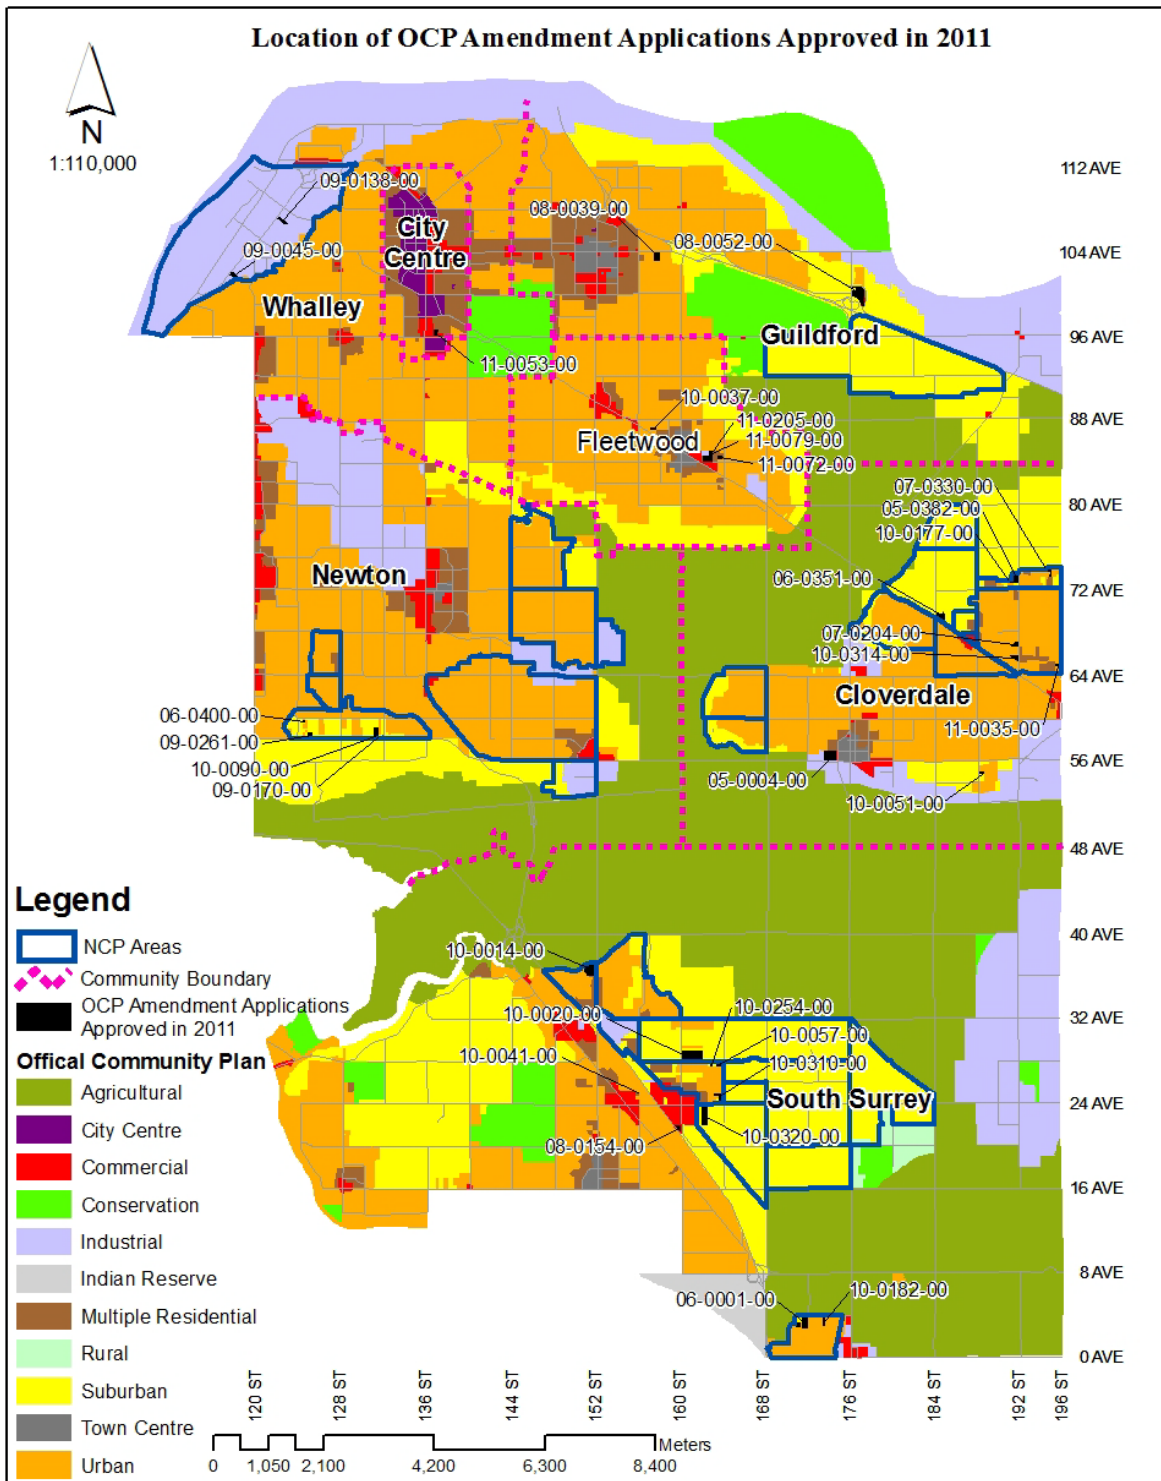 Location of OCP Amendment Applications Approved in 2011
N
1:110,000
112 AVE
09-0138-00
08-0039-00
City
Centre
08-0052-00
104 AVE
09-0045-00
Whalley
Guildford
96 AVE
11-0053-00
10-0037-00
11-0205-00
88 AVE
Fleetwood
11-0079-00
11-0072-00
07-0330-00
05-0382-00
80 AVE
10-0177-00
Newton
06-0351-00
72 AVE
07-0204-00
10-0314-00
64 AVE
Cloverdale
06-0400-00
11-0035-00
09-0261-00
10-0090-00
56 AVE
09-0170-00
05-0004-00
10-0051-00
48 AVE
Legend
NCP Areas
Community Boundary
OCP Amendment Applications
Approved in 2011
Offical Community Plan
Agricultural
City Centre
Commercial
Conservation
Industrial
Indian Reserve
Multiple Residential
Rural
Suburban
Town Centre
Urban
40 AVE
10-0014-00
10-0254-00
10-0020-00
32 AVE
10-0057-00
10-0041-00
10-0310-00
South Surrey
24 AVE
10-0320-00
08-0154-00
16 AVE
8 AVE
06-0001-00
10-0182-00
0 AVE
120 ST
128 ST
136 ST
144 ST
152 ST
160 ST
168 ST
176 ST
184 ST
192 ST
196 ST
Meters
0 1,050 2,100 4,200 6,300 8,400